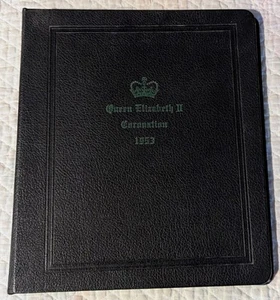 Queen Elizabeth II
Coronation
1953